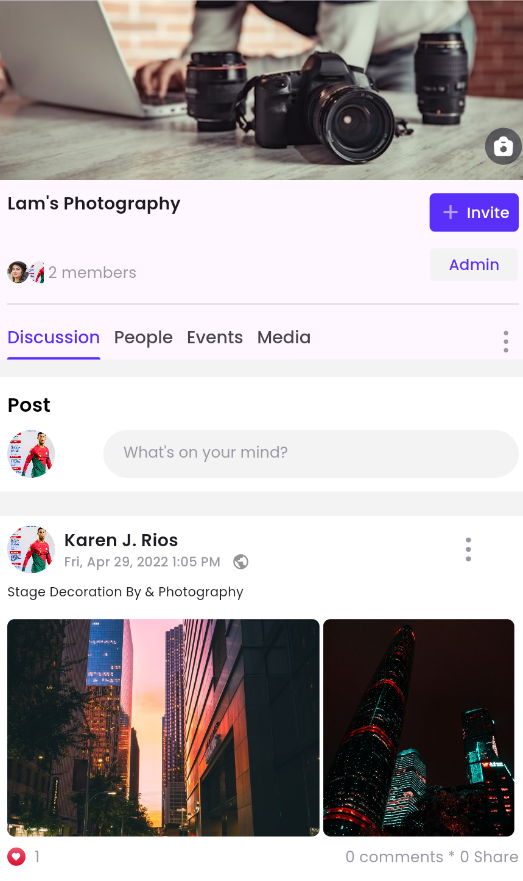 Lam's Photography
+ Invite
2 members
Admin
Discussion People Events Media
Post
What's on your mind?
Karen J. Rios
Fri, Apr 29, 2022 1:05 PM
Stage Decoration By & Photography
1
0 comments * 0 Share